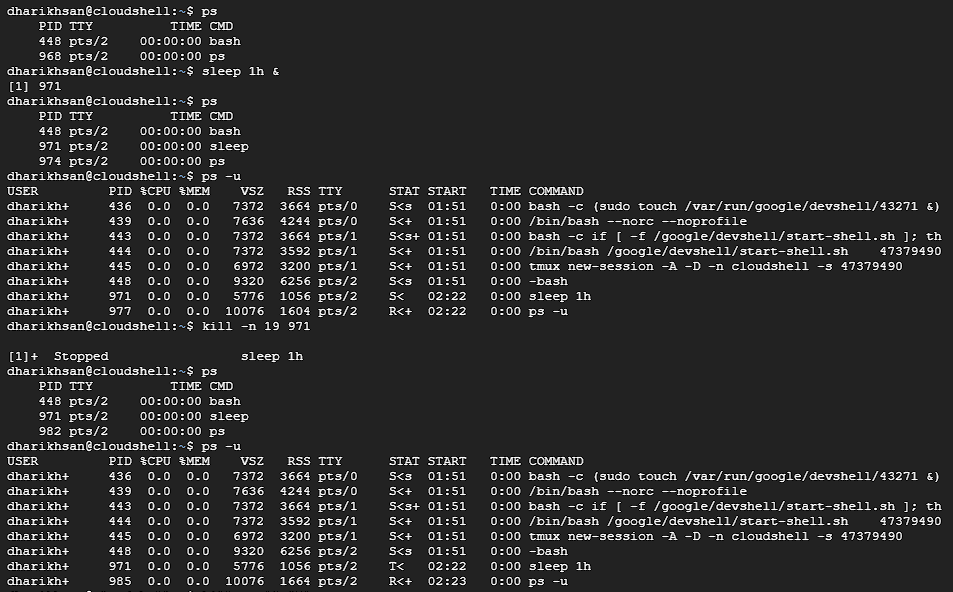 dharikhsan@cloudshell:~$ ps
    PID TTY          TIME CMD
    448 pts/2    00:00:00 bash
    968 pts/2    00:00:00 ps
dharikhsan@cloudshell:~$ sleep 1h &
[1] 971
dharikhsan@cloudshell:~$ ps
    PID TTY          TIME CMD
    448 pts/2    00:00:00 bash
    971 pts/2    00:00:00 sleep
    974 pts/2    00:00:00 ps
dharikhsan@cloudshell:~$ ps -u
USER         PID %CPU %MEM    VSZ   RSS TTY      STAT START   TIME COMMAND
dharikh+     436  0.0  0.0   7372  3664 pts/0    S<s  01:51   0:00 bash -c (sudo touch /var/run/google/devshell/43271 &)
dharikh+     439  0.0  0.0   7636  4244 pts/0    S<+  01:51   0:00 /bin/bash --norc --noprofile
dharikh+     443  0.0  0.0   7372  3664 pts/1    S<s+ 01:51   0:00 bash -c if [ -f /google/devshell/start-shell.sh ]; th
dharikh+     444  0.0  0.0   7372  3592 pts/1    S<+  01:51   0:00 /bin/bash /google/devshell/start-shell.sh    47379490
dharikh+     445  0.0  0.0   6972  3200 pts/1    S<+  01:51   0:00 tmux new-session -A -D -n cloudshell -s 47379490
dharikh+     448  0.0  0.0   9320  6256 pts/2    S<s  01:51   0:00 -bash
dharikh+     971  0.0  0.0   5776  1056 pts/2    S<   02:22   0:00 sleep 1h
dharikh+     977  0.0  0.0  10076  1604 pts/2    R<+  02:22   0:00 ps -u
dharikhsan@cloudshell:~$ kill -n 19 971
[1]+  Stopped                 sleep 1h
dharikhsan@cloudshell:~$ ps
    PID TTY          TIME CMD
    448 pts/2    00:00:00 bash
    971 pts/2    00:00:00 sleep
    982 pts/2    00:00:00 ps
dharikhsan@cloudshell:~$ ps -u
USER         PID %CPU %MEM    VSZ   RSS TTY      STAT START   TIME COMMAND
dharikh+     436  0.0  0.0   7372  3664 pts/0    S<s  01:51   0:00 bash -c (sudo touch /var/run/google/devshell/43271 &)
dharikh+     439  0.0  0.0   7636  4244 pts/0    S<+  01:51   0:00 /bin/bash --norc --noprofile
dharikh+     443  0.0  0.0   7372  3664 pts/1    S<s+ 01:51   0:00 bash -c if [ -f /google/devshell/start-shell.sh ]; th
dharikh+     444  0.0  0.0   7372  3592 pts/1    S<+  01:51   0:00 /bin/bash /google/devshell/start-shell.sh    47379490
dharikh+     445  0.0  0.0   6972  3200 pts/1    S<+  01:51   0:00 tmux new-session -A -D -n cloudshell -s 47379490
dharikh+     448  0.0  0.0   9320  6256 pts/2    S<s  01:51   0:00 -bash
dharikh+     971  0.0  0.0   5776  1056 pts/2    T<   02:22   0:00 sleep 1h
dharikh+     985  0.0  0.0  10076  1664 pts/2    R<+  02:23   0:00 ps -u